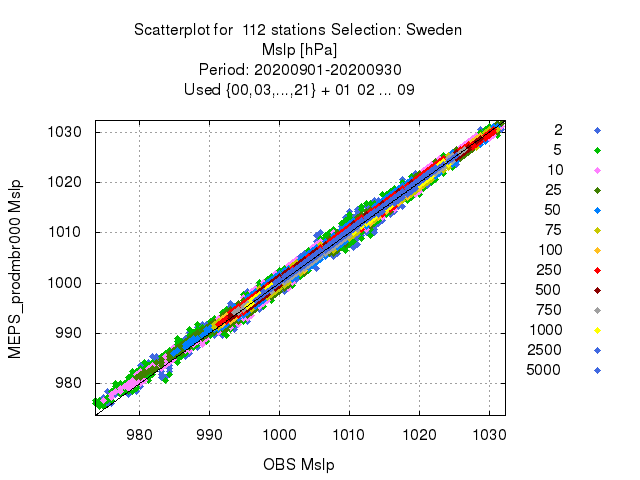 Scatterplot for 112 stations Selection: Sweden
Mslp [hPa]
Period: 20200901-20200930
Used {00,03,...,21} + 01 02 ... 09
1030
1020
1010
1000
990
980
MEPS_prodmbr000 Mslp
980 990 1000 1010 1020 1030
OBS Mslp
2
5
10
25
50
75
100
250
500
750
1000
2500
5000